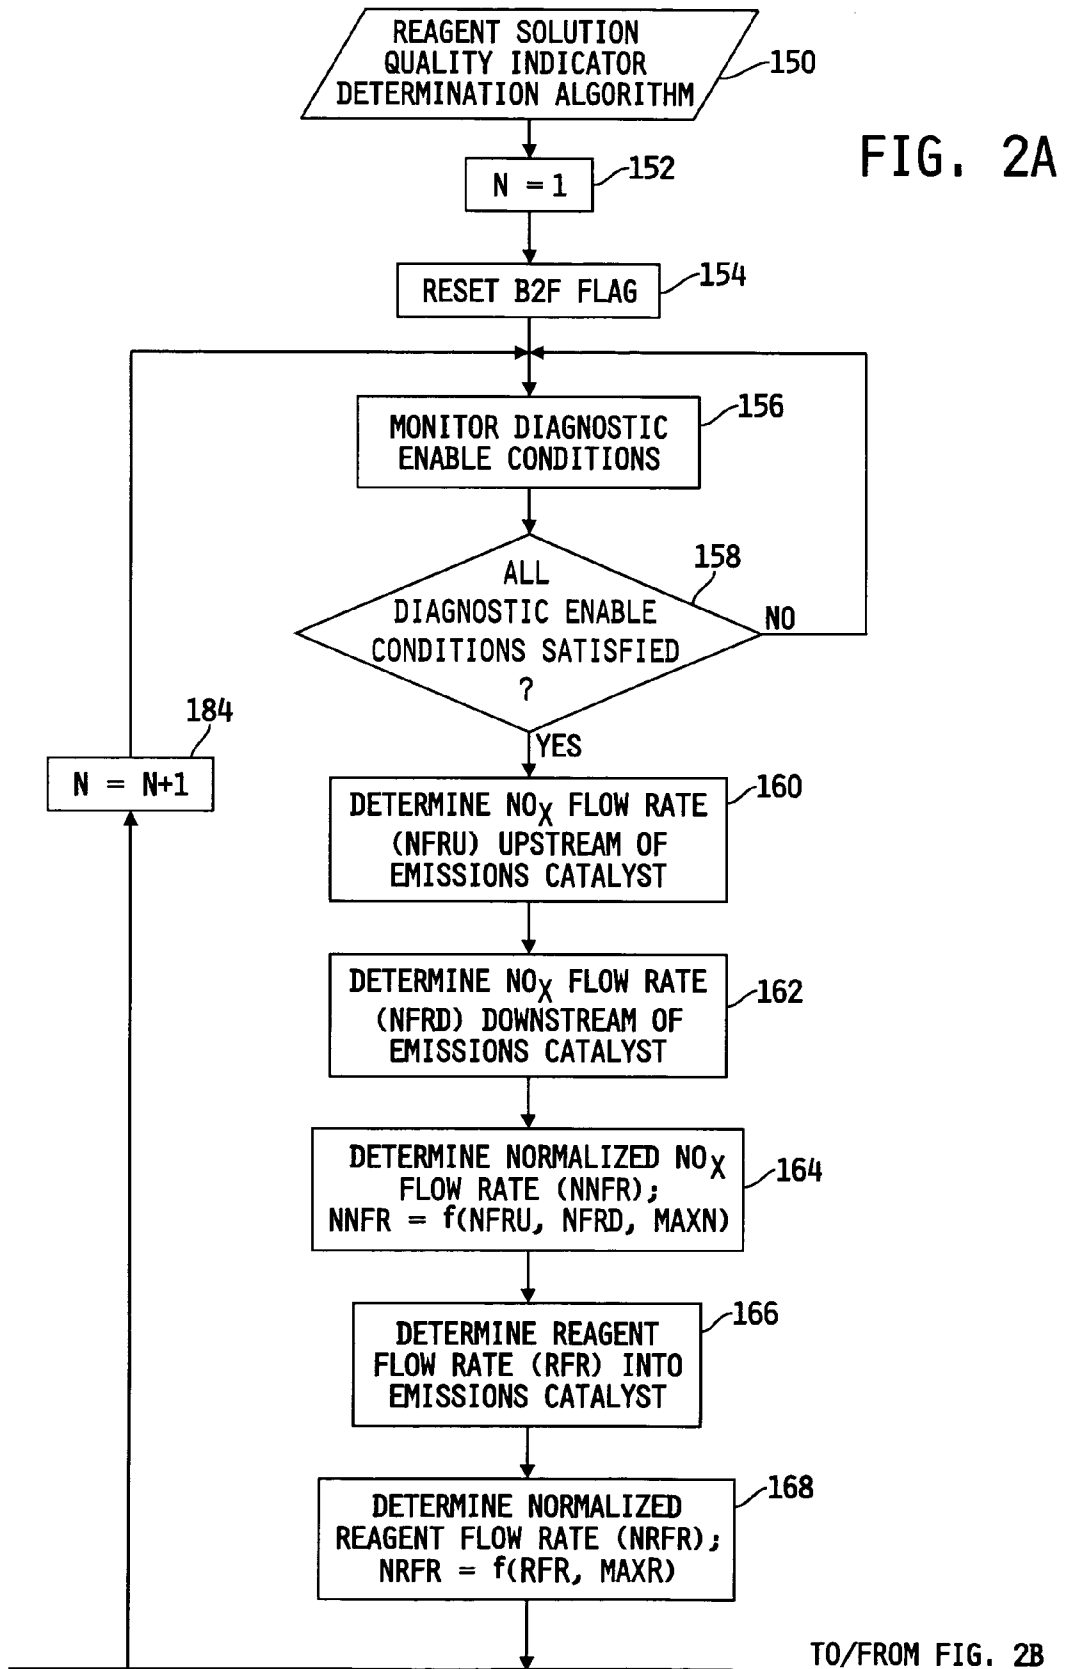 REAGENT SOLUTION
QUALITY INDICATOR
DETERMINATION ALGORITHM
150
FIG. 2A
N = 1
152
RESET B2F FLAG
154
MONITOR DIAGNOSTIC
ENABLE CONDITIONS
156
ALL
DIAGNOSTIC ENABLE
CONDITIONS SATISFIED
?
158
NO
YES
184
N = N+1
DETERMINE NOX FLOW RATE
(NFRU) UPSTREAM OF
EMISSIONS CATALYST
160
DETERMINE NOX FLOW RATE
(NFRD) DOWNSTREAM OF
EMISSIONS CATALYST
162
DETERMINE NORMALIZED NOX
FLOW RATE (NNFR);
NNFR = f(NFRU, NFRD, MAXN)
164
DETERMINE REAGENT
FLOW RATE (RFR) INTO
EMISSIONS CATALYST
166
DETERMINE NORMALIZED
REAGENT FLOW RATE (NRFR);
NRFR = f(RFR, MAXR)
168
TO/FROM FIG. 2B